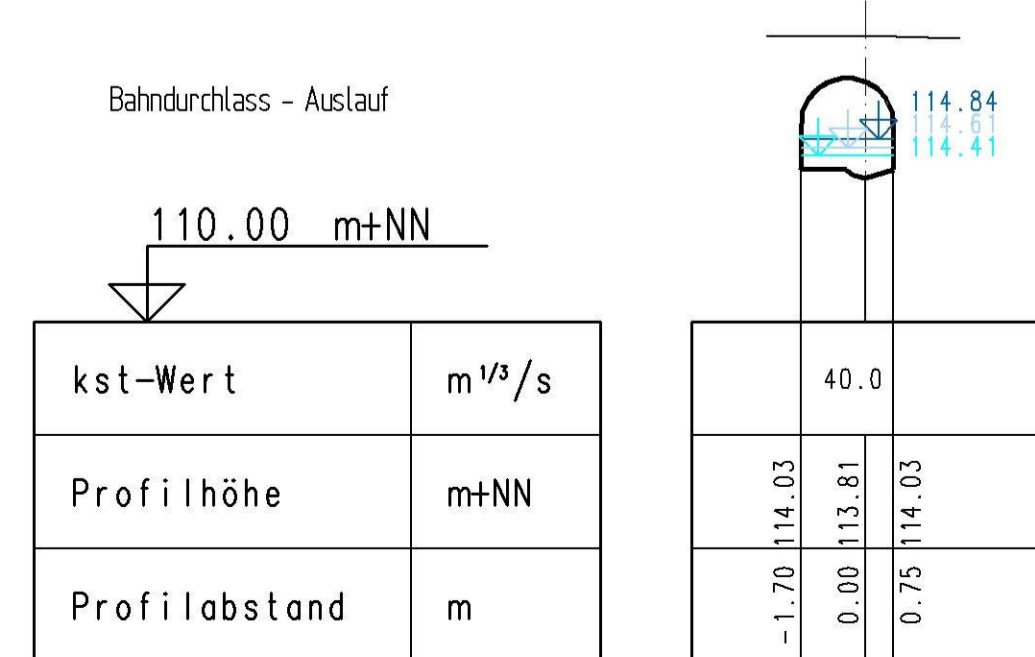 Bahndurchlass - Auslauf
114.84
114.61
114.41
110.00 m+NN
kst-Wert m¹/³/s 40.0
Profilhöhe m+NN 114.03 113.81 114.03
Profilabstand m -1.70 0.00 0.75